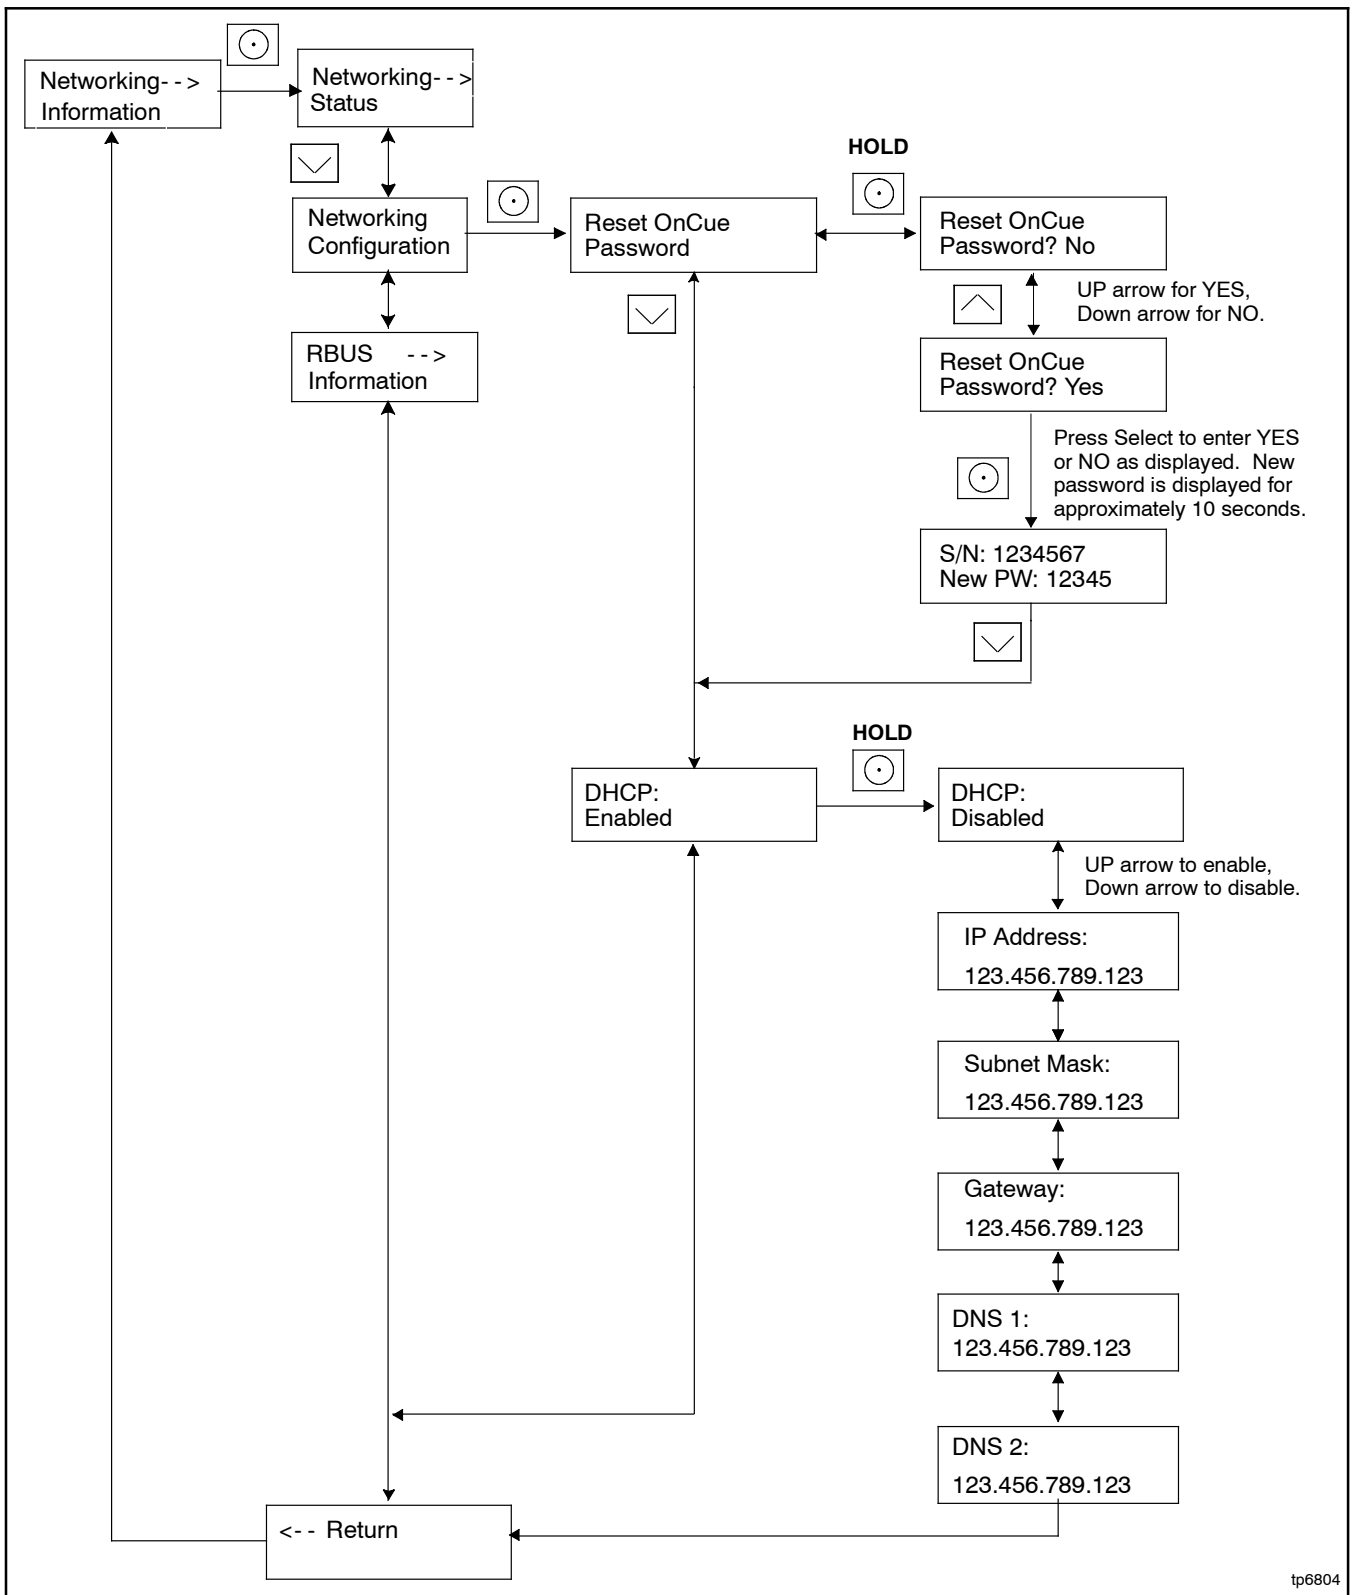 Networking- - >
Information
Networking- - >
Status
HOLD
Networking
Configuration
Reset OnCue
Password
Reset OnCue
Password? No
UP arrow for YES,
Down arrow for NO.
RBUS - - >
Information
Reset OnCue
Password? Yes
Press Select to enter YES
or NO as displayed. New
password is displayed for
approximately 10 seconds.
S/N: 1234567
New PW: 12345
HOLD
DHCP:
Enabled
DHCP:
Disabled
UP arrow to enable,
Down arrow to disable.
IP Address:
123.456.789.123
Subnet Mask:
123.456.789.123
Gateway:
123.456.789.123
DNS 1:
123.456.789.123
DNS 2:
123.456.789.123
<- - Return
tp6804